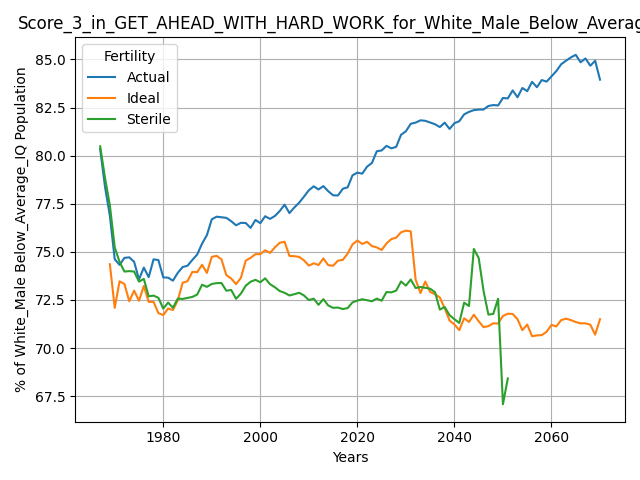 Score_3_in_GET_AHEAD_WITH_HARD_WORK_for_White_Male_Below_Averag
Fertility
Actual
Ideal
Sterile
85.0
82.5
80.0
77.5
75.0
72.5
70.0
67.5
% of White_Male Below_Average_IQ Population
1980
2000
2020
2040
2060
Years